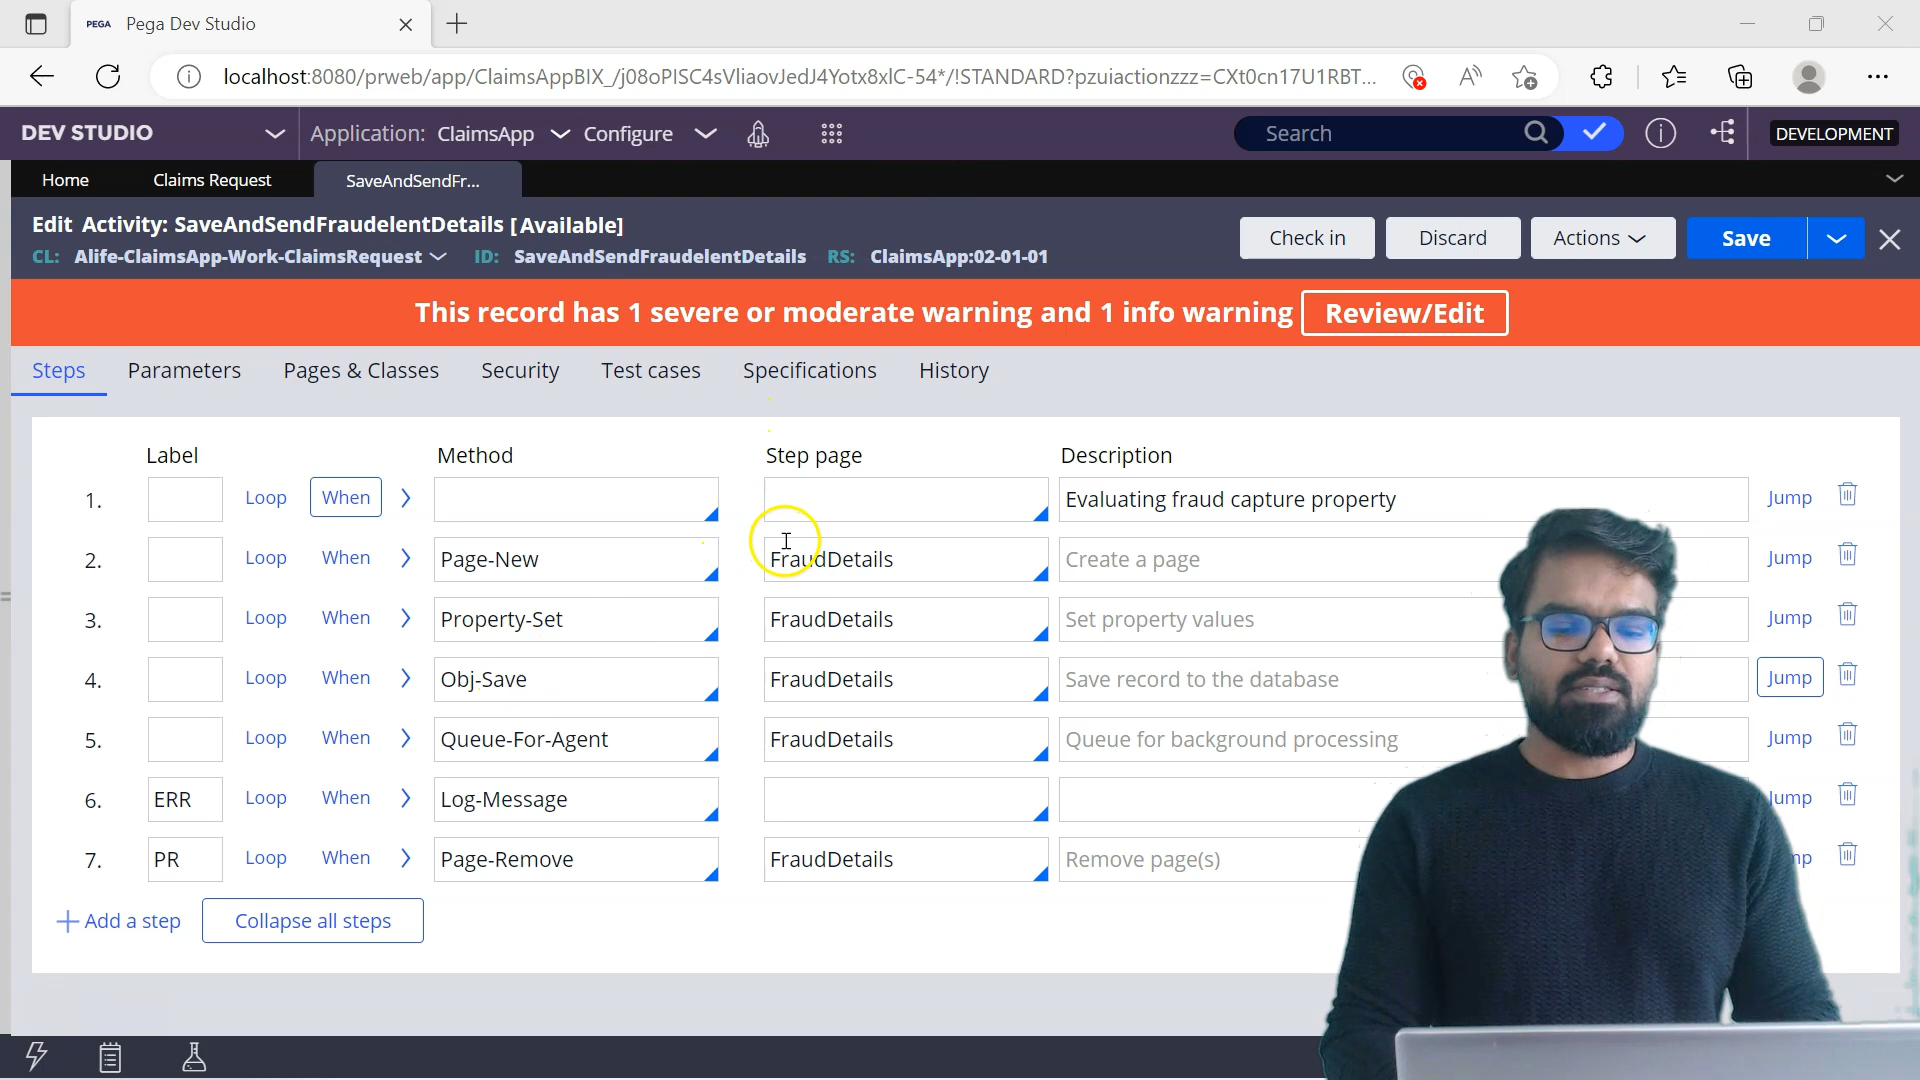 PEGA Pega Dev Studio
localhost:8080/prweb/app/ClaimsAppBIX_/j08oPISC4sVliaovJedJ4Yotx8xlC-54*/!STANDARD?pzuiactionzzz=CXt0cn17U1RBT...
DEV STUDIO Application: ClaimsApp Configure Search DEVELOPMENT
Home Claims Request SaveAndSendFr...
Edit Activity: SaveAndSendFraudelentDetails [Available]
CL: Alife-ClaimsApp-Work-ClaimsRequest ID: SaveAndSendFraudelentDetails RS: ClaimsApp:02-01-01
Check in Discard Actions Save
This record has 1 severe or moderate warning and 1 info warning Review/Edit
Steps Parameters Pages & Classes Security Test cases Specifications History
Label Method Step page Description
1. Loop When Evaluating fraud capture property Jump
2. Loop When Page-New FraudDetails Create a page Jump
3. Loop When Property-Set FraudDetails Set property values Jump
4. Loop When Obj-Save FraudDetails Save record to the database Jump
5. Loop When Queue-For-Agent FraudDetails Queue for background processing Jump
6. ERR Loop When Log-Message Jump
7. PR Loop When Page-Remove FraudDetails Remove page(s)
Add a step Collapse all steps